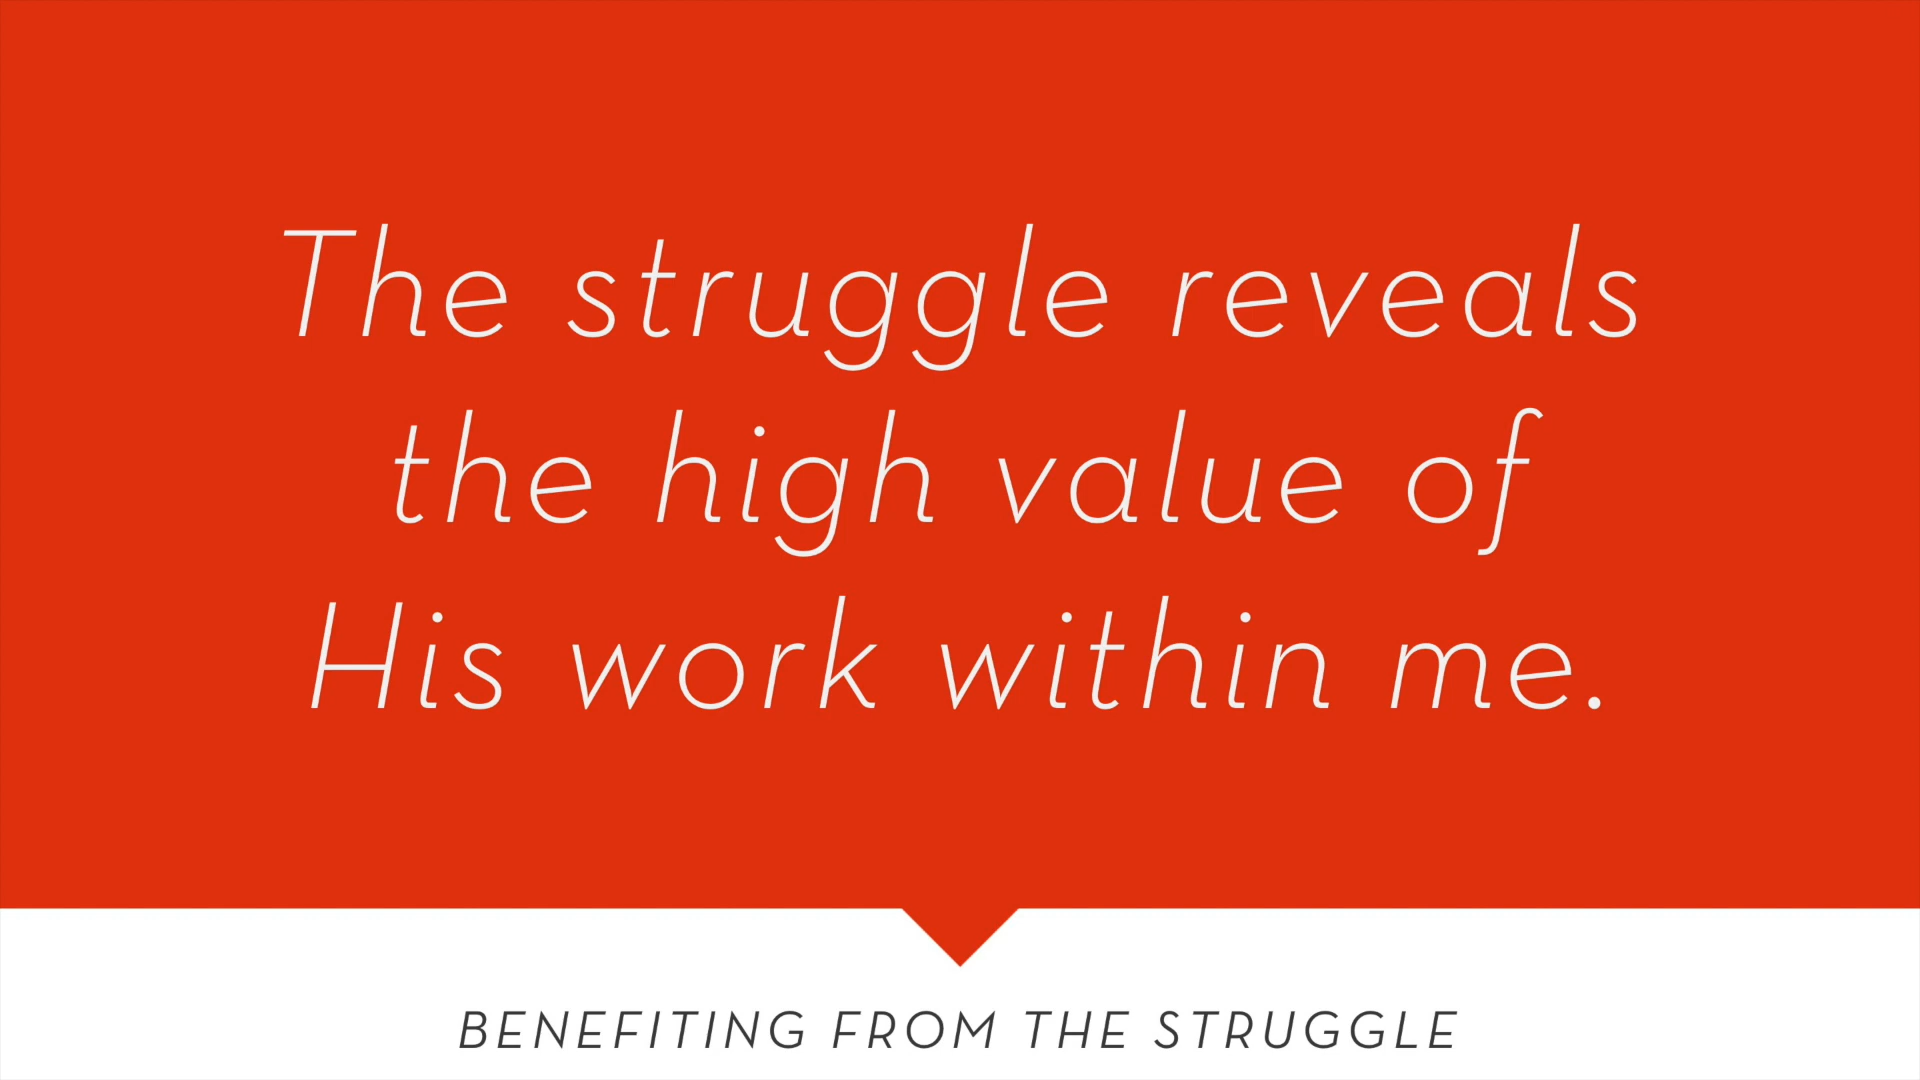 The struggle reveals
the high value of
His work within me.
BENEFITING FROM THE STRUGGLE